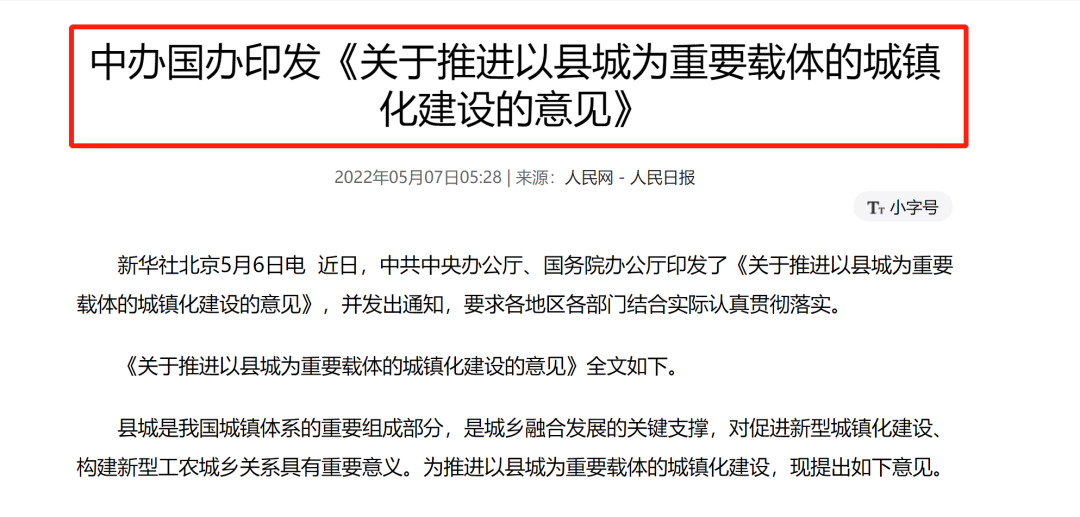 中办国办印发《关于推进以县城为重要载体的城镇
化建设的意见》
2022年05月07日05:28 | 来源：人民网－人民日报
TT 小字号
新华社北京5月6日电 近日，中共中央办公厅、国务院办公厅印发了《关于推进以县城为重要
载体的城镇化建设的意见》，并发出通知，要求各地区各部门结合实际认真贯彻落实。
《关于推进以县城为重要载体的城镇化建设的意见》全文如下。
县城是我国城镇体系的重要组成部分，是城乡融合发展的关键支撑，对促进新型城镇化建设、
构建新型工农城乡关系具有重要意义。为推进以县城为重要载体的城镇化建设，现提出如下意见。